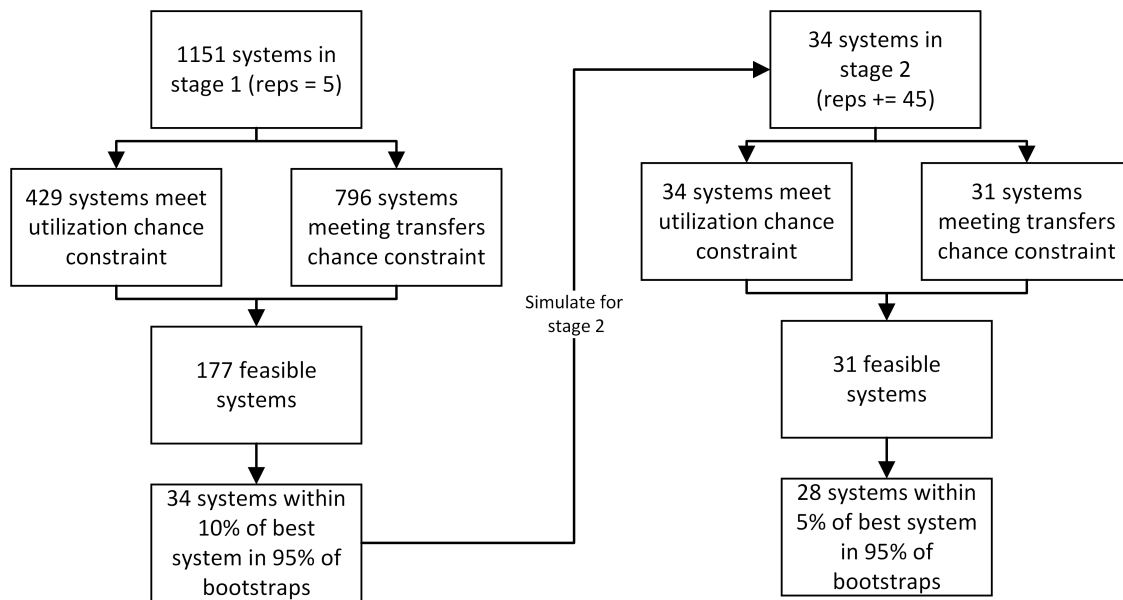 1151 systems in
stage 1 (reps = 5)
429 systems meet
utilization chance
constraint
796 systems
meeting transfers
chance constraint
177 feasible
systems
34 systems within
10% of best
system in 95% of
bootstraps
Simulate for
stage 2
34 systems in
stage 2
(reps += 45)
34 systems meet
utilization chance
constraint
31 systems
meeting transfers
chance constraint
31 feasible
systems
28 systems within
5% of best system
in 95% of
bootstraps